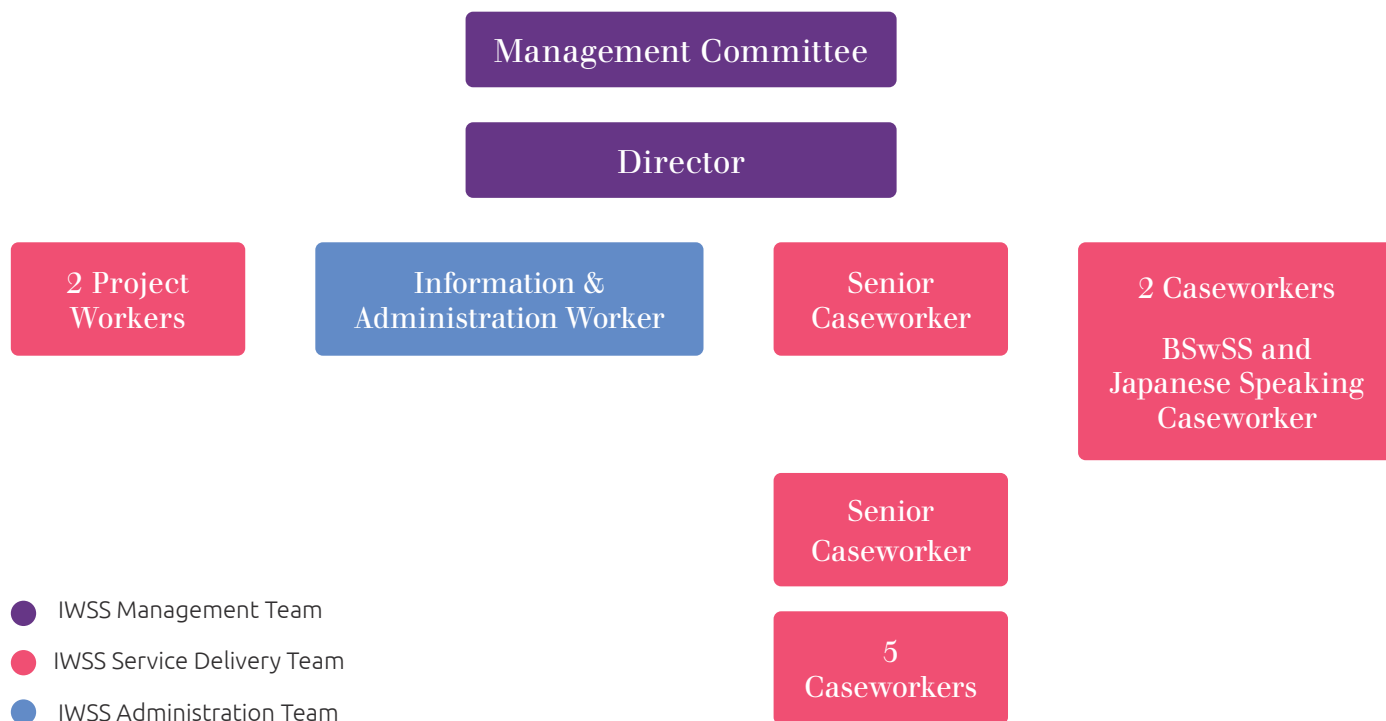 Management Committee
Director
2 Project
Workers
Information &
Administration Worker
Senior
Caseworker
2 Caseworkers
BSwSS and
Japanese Speaking
Caseworker
Senior
Caseworker
5
Caseworkers
IWSS Management Team
IWSS Service Delivery Team
IWSS Administration Team